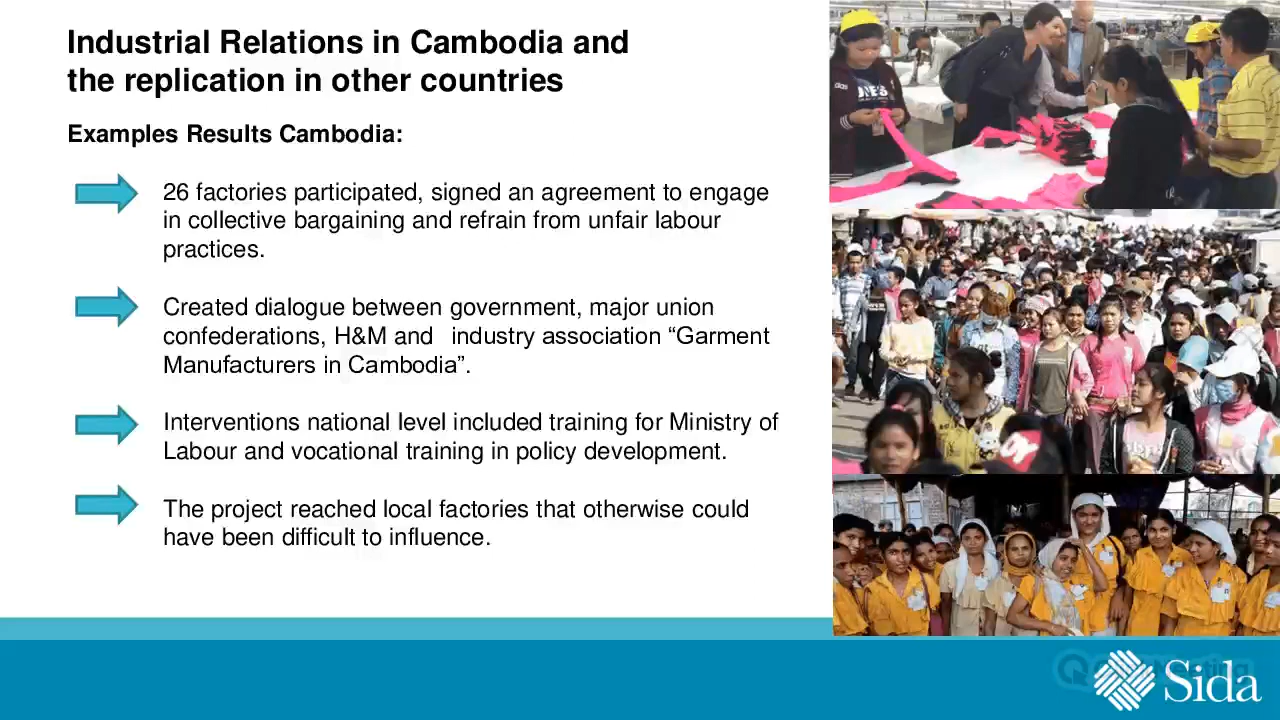 Industrial Relations in Cambodia and
the replication in other countries
Examples Results Cambodia:
26 factories participated, signed an agreement to engage
in collective bargaining and refrain from unfair labour
practices.
Created dialogue between government, major union
confederations, H&M and industry association “Garment
Manufacturers in Cambodia”.
Interventions national level included training for Ministry of
Labour and vocational training in policy development.
The project reached local factories that otherwise could
have been difficult to influence.
Sida